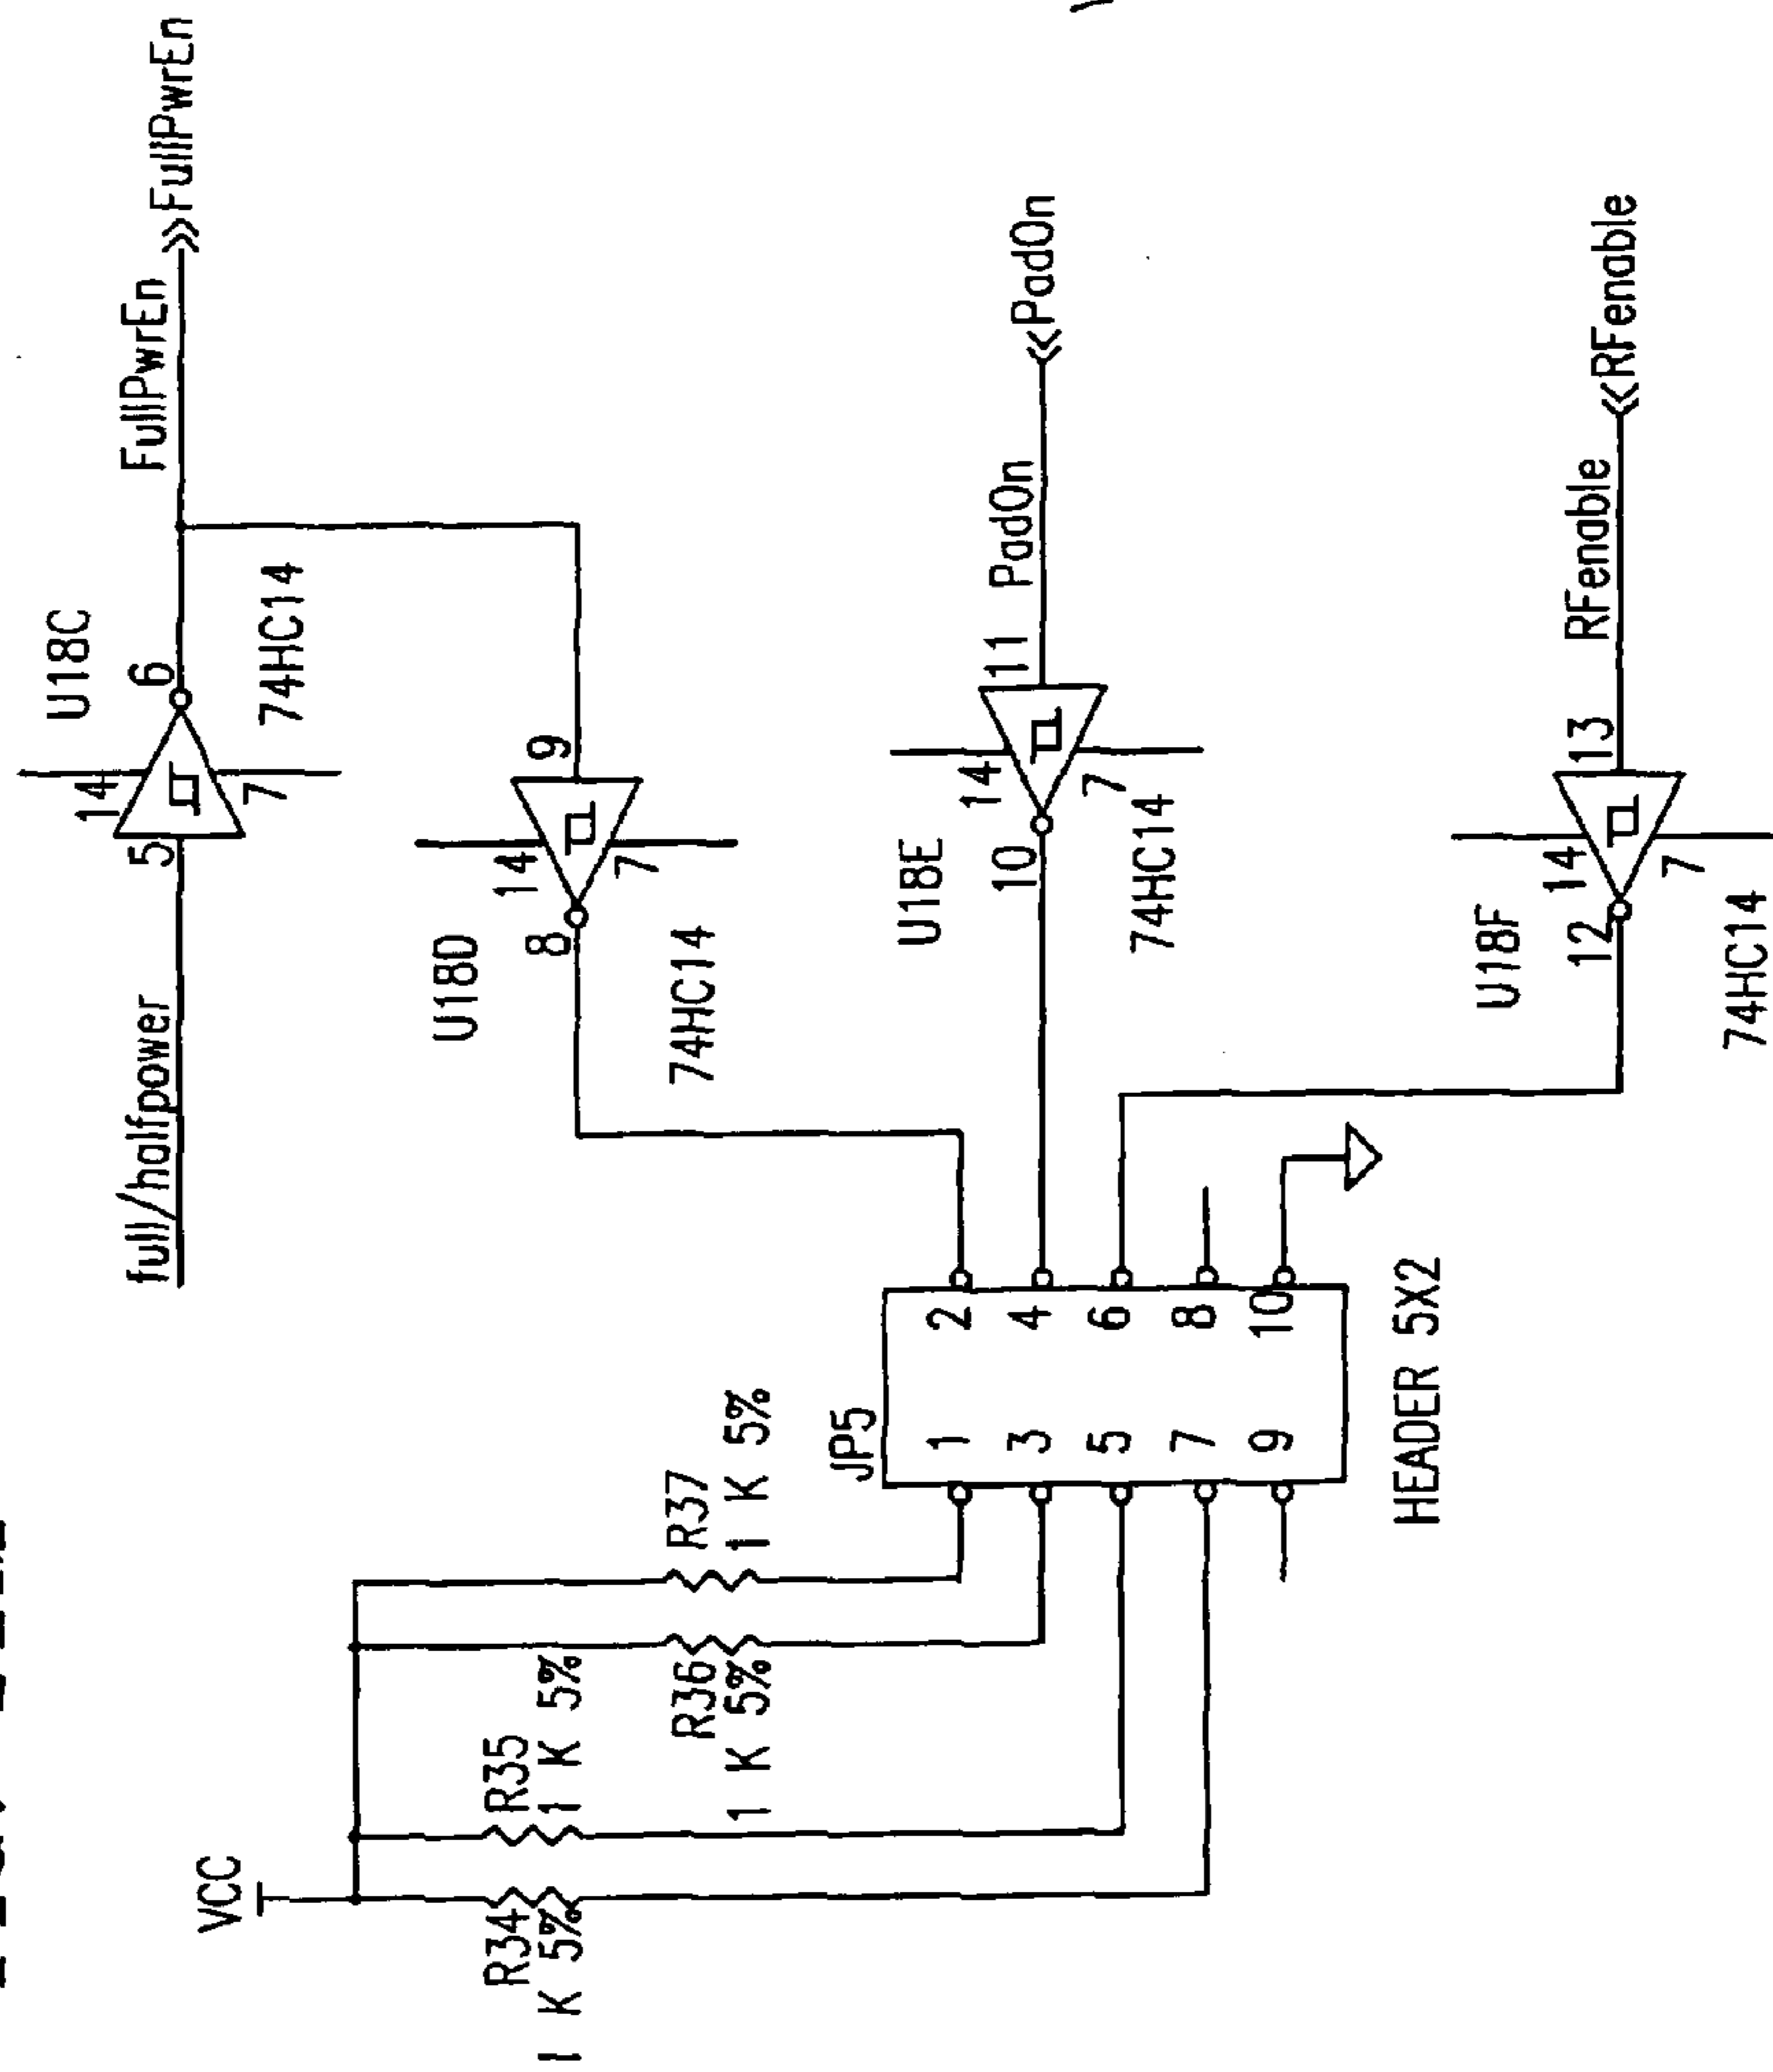 full/halfpower
5
14
7
U18C
6
74HC14
FullPwrEn
FullPwrEn
U18D
8
14
7
9
74HC14
VCC
R34
1 K 5%
R35
1 K 5%
R36
1 K 5%
R37
1 K 5%
JP5
1
2
3
4
5
6
7
8
9
10
HEADER 5X2
U18E
10
14
7
11
74HC14
PadOn
PadOn
U18F
12
14
7
13
74HC14
RFenable
RFenable